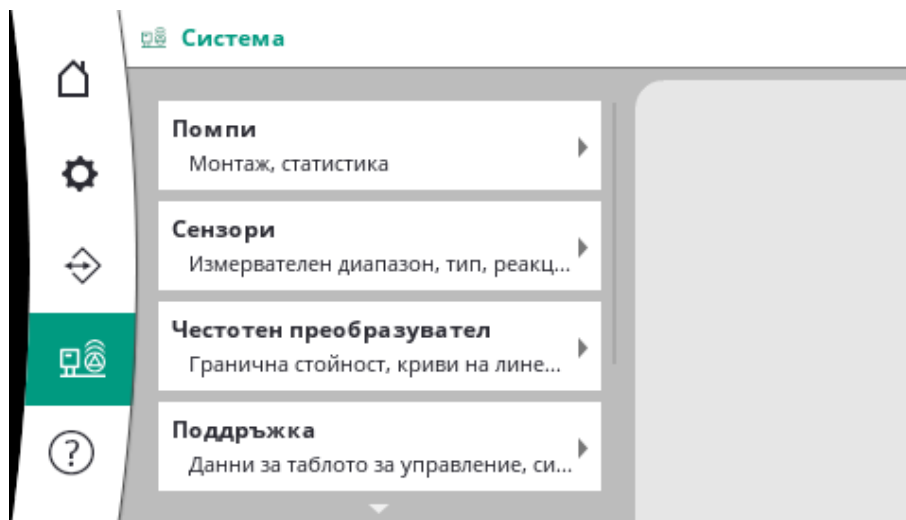 Система
Помпи
Монтаж, статистика
Сензори
Измервателен диапазон, тип, реакц...
Честотен преобразувател
Гранична стойност, криви на лине...
Поддръжка
Данни за таблото за управление, си...
?